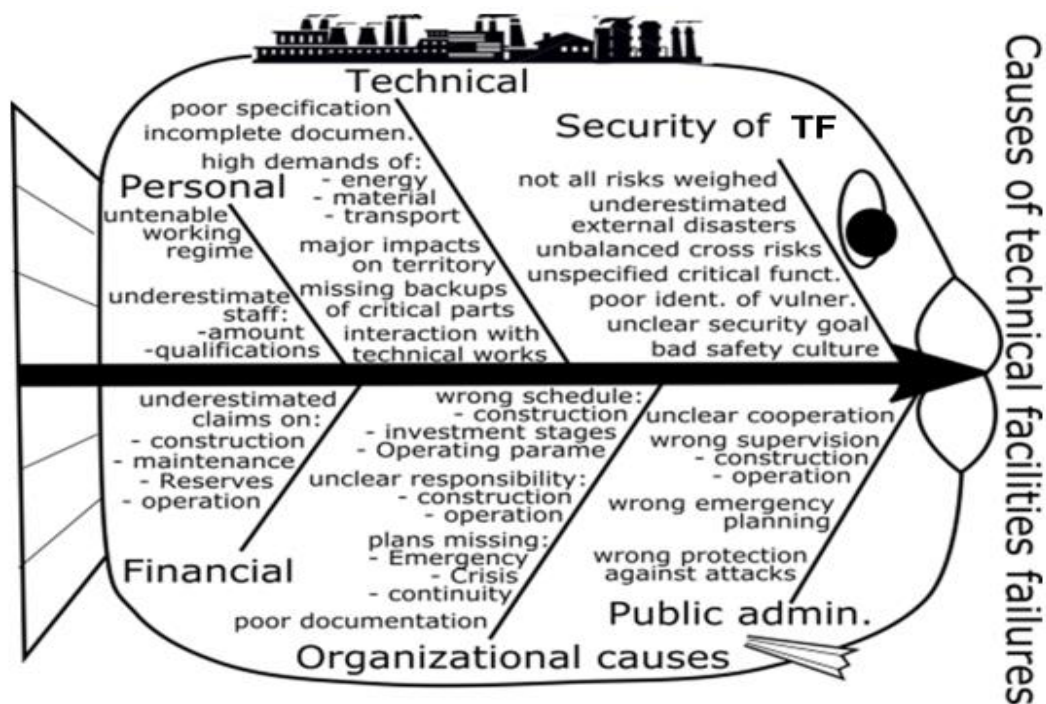 Technical
poor specification
incomplete documen.
high demands of:
- energy
- material
- transport
major impacts
on territory
missing backups
of critical parts
interaction with
technical works
Personal
untenable
working
regime
underestimate
staff:
-amount
-qualifications
Security of TF
not all risks weighed
underestimated
external disasters
unbalanced cross risks
unspecified critical funct.
poor ident. of vulner.
unclear security goal
bad safety culture
underestimated
claims on:
- construction
- maintenance
- Reserves
- operation
Financial
wrong schedule:
- construction
- investment stages
- Operating parame
unclear responsibility:
- construction
- operation
plans missing:
- Emergency
- Crisis
- continuity
poor documentation
Organizational causes
unclear cooperation
wrong supervision
- construction
- operation
wrong emergency
planning
wrong protection
against attacks
Public admin.
Causes of technical facilities failures